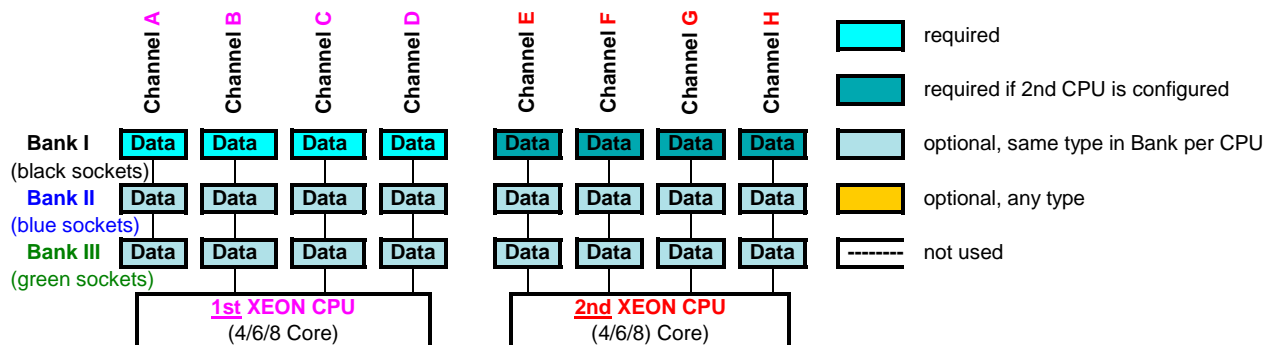 Channel A
Channel B
Channel C
Channel D
Channel E
Channel F
Channel G
Channel H
required
required if 2nd CPU is configured
Bank I
Data Data Data Data Data Data Data Data
optional, same type in Bank per CPU
(black sockets)
Bank II
Data Data Data Data Data Data Data Data
optional, any type
(blue sockets)
Bank III
Data Data Data Data Data Data Data Data
--------
not used
(green sockets)
1st XEON CPU
(4/6/8 Core)
2nd XEON CPU
(4/6/8) Core)